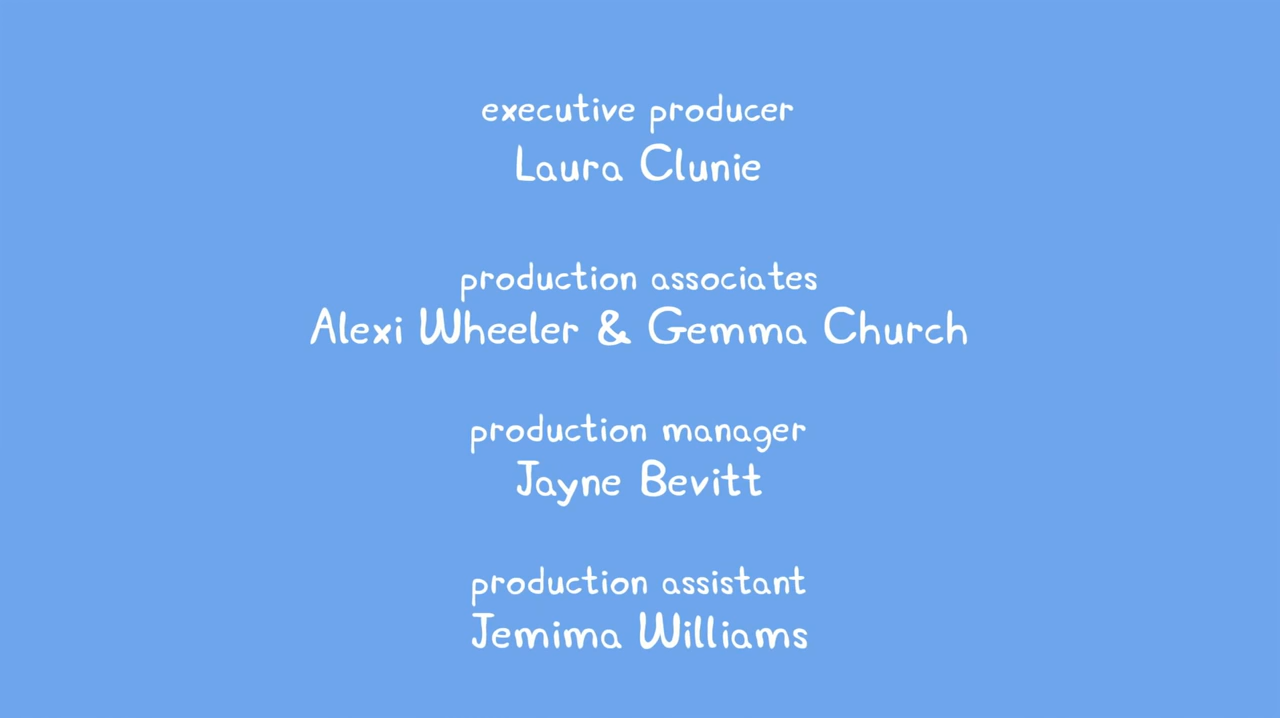 executive producer
Laura Clunie
production associates
Alexi Wheeler & Gemma Church
production manager
Jayne Bevitt
production assistant
Jemima Williams